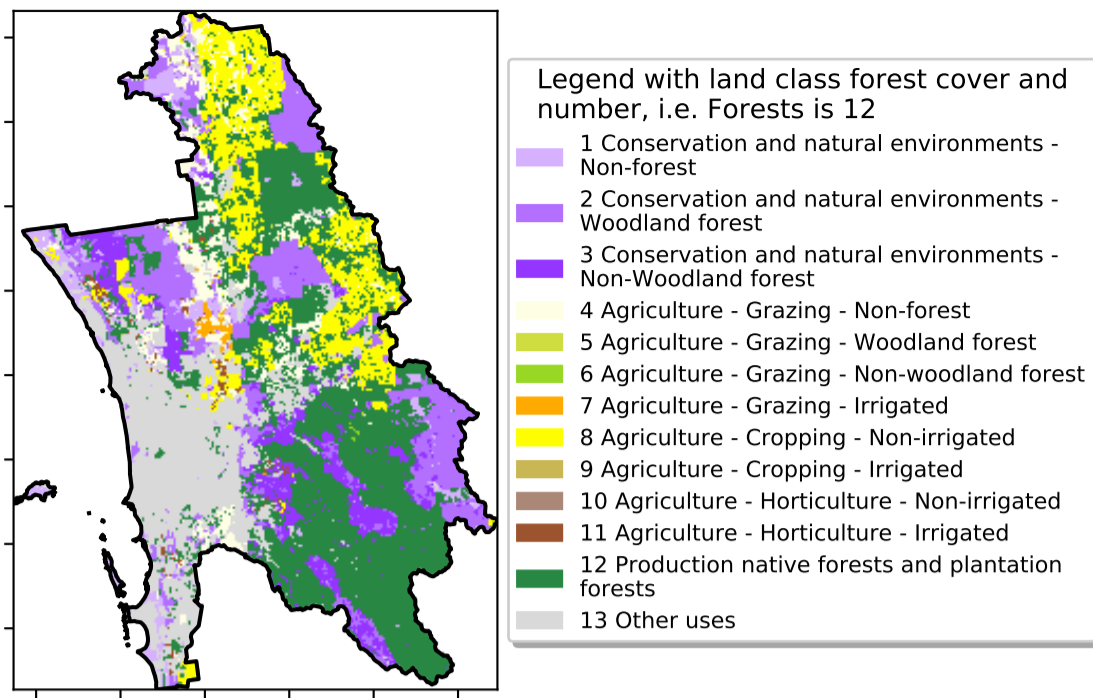 Legend with land class forest cover and
number, i.e. Forests is 12
1 Conservation and natural environments -
Non-forest
2 Conservation and natural environments -
Woodland forest
3 Conservation and natural environments -
Non-Woodland forest
4 Agriculture - Grazing - Non-forest
5 Agriculture - Grazing - Woodland forest
6 Agriculture - Grazing - Non-woodland forest
7 Agriculture - Grazing - Irrigated
8 Agriculture - Cropping - Non-irrigated
9 Agriculture - Cropping - Irrigated
10 Agriculture - Horticulture - Non-irrigated
11 Agriculture - Horticulture - Irrigated
12 Production native forests and plantation
forests
13 Other uses